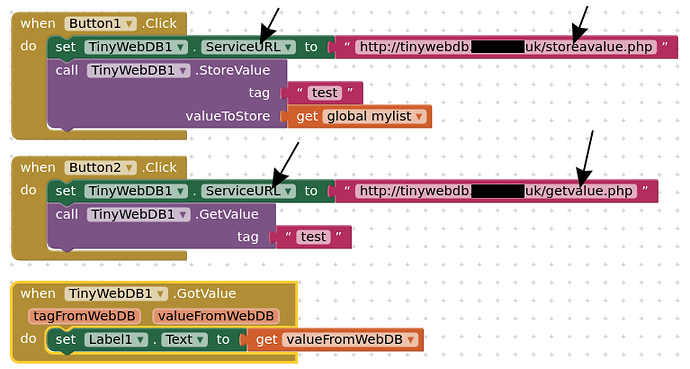 when Button1 .Click
do set TinyWebDB1 . ServiceURL to “ http://tinywebdb. uk/storeavalue.php ”
call TinyWebDB1 .StoreValue
tag “ test ”
valueToStore get global mylist
when Button2 .Click
do set TinyWebDB1 . ServiceURL to “ http://tinywebdb. uk/getvalue.php ”
call TinyWebDB1 .GetValue
tag “ test ”
when TinyWebDB1 .GotValue
tagFromWebDB valueFromWebDB
do set Label1 . Text to get valueFromWebDB